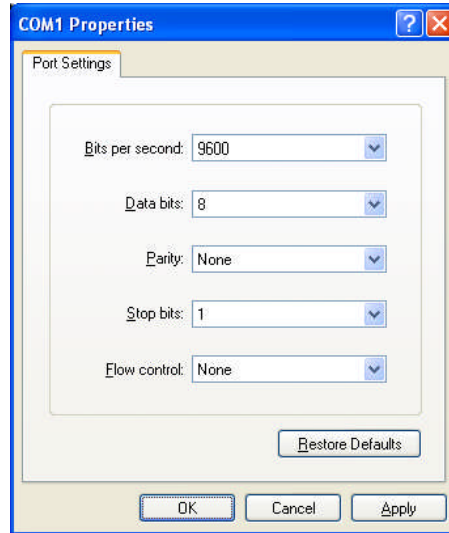 COM1 Properties
Port Settings
Bits per second: 9600
Data bits: 8
Parity: None
Stop bits: 1
Flow control: None
Restore Defaults
OK Cancel Apply